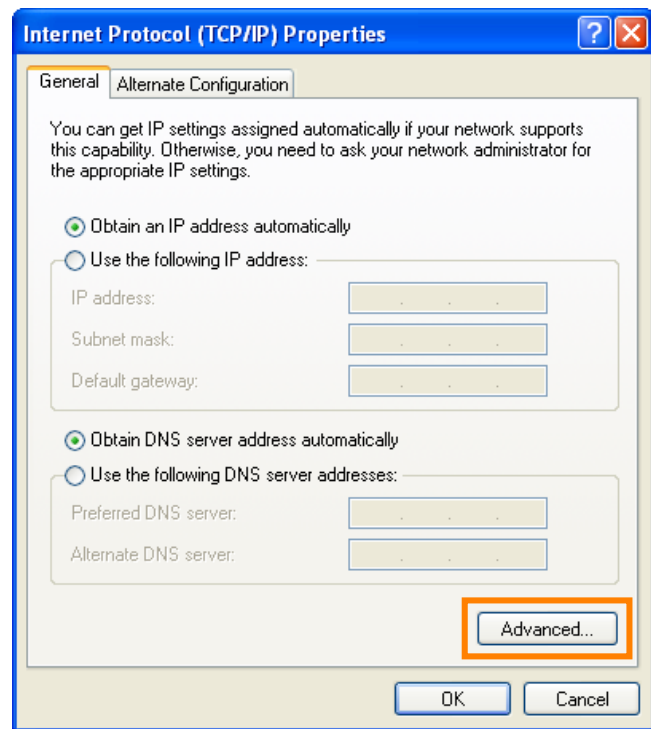 Internet Protocol (TCP/IP) Properties
General
Alternate Configuration
You can get IP settings assigned automatically if your network supports
this capability. Otherwise, you need to ask your network administrator for
the appropriate IP settings.
Obtain an IP address automatically
Use the following IP address:
IP address:
Subnet mask:
Default gateway:
Obtain DNS server address automatically
Use the following DNS server addresses:
Preferred DNS server:
Alternate DNS server:
Advanced...
OK
Cancel